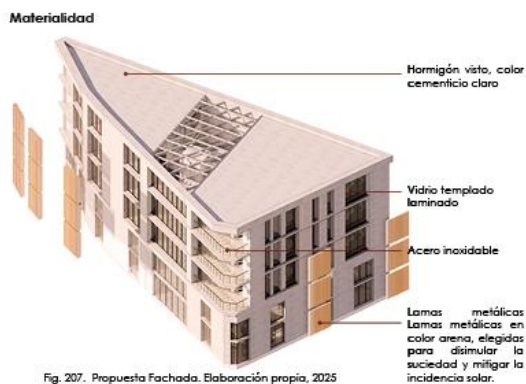 Materialidad
Hormigón visto, color
cementicio claro
Vidrio templado
laminado
Acero inoxidable
Lamas metálicas
Lamas metálicas en
color arena, elegidas
para disimular la
suciedad y mitigar la
incidencia solar.
Fig. 207. Propuesta Fachada. Elaboración propia, 2025